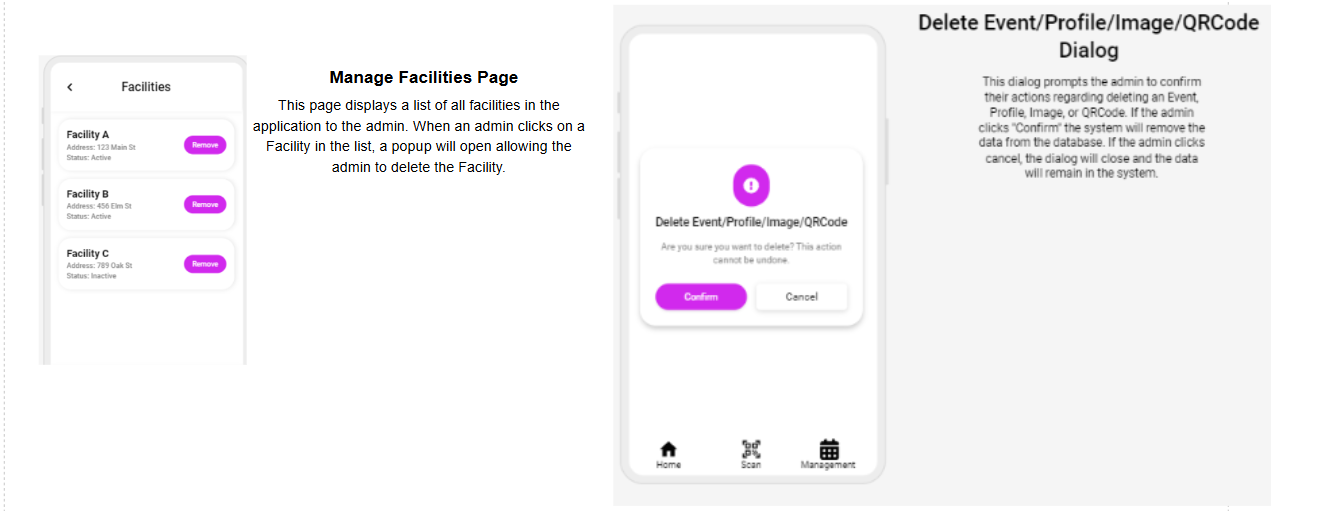 Facilities
Facility A
Address: 123 Main St
Status: Active
Remove
Facility B
Address: 456 Elm St
Status: Active
Remove
Facility C
Address: 789 Oak St
Status: Inactive
Remove
Manage Facilities Page
This page displays a list of all facilities in the
application to the admin. When an admin clicks on a
Facility in the list, a popup will open allowing the
admin to delete the Facility.
Delete Event/Profile/Image/QRCode
Are you sure you want to delete? This action
cannot be undone.
Confirm
Cancel
Home
Scan
Management
Delete Event/Profile/Image/QRCode
Dialog
This dialog prompts the admin to confirm
their actions regarding deleting an Event,
Profile, Image, or QRCode. If the admin
clicks "Confirm" the system will remove the
data from the database. If the admin clicks
cancel, the dialog will close and the data
will remain in the system.